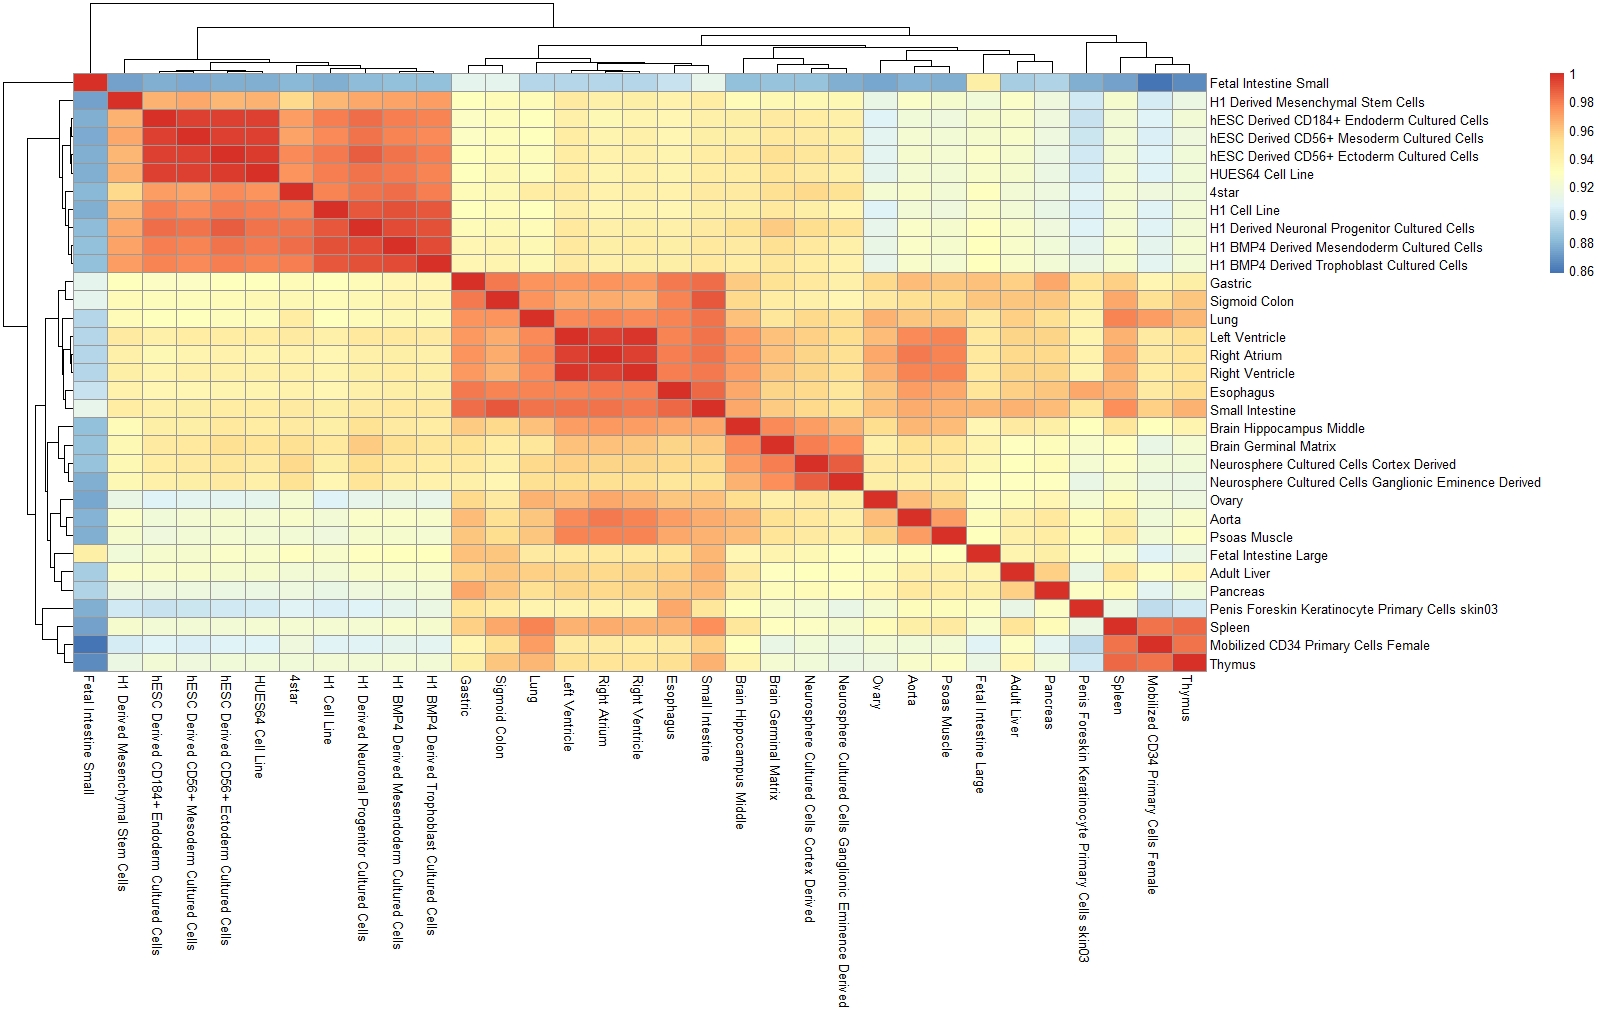 1
0.98
0.96
0.94
0.92
0.9
0.88
0.86
Fetal Intestine Small
H1 Derived Mesenchymal Stem Cells
hESC Derived CD184+ Endoderm Cultured Cells
hESC Derived CD56+ Mesoderm Cultured Cells
hESC Derived CD56+ Ectoderm Cultured Cells
HUES64 Cell Line
4star
H1 Cell Line
H1 Derived Neuronal Progenitor Cultured Cells
H1 BMP4 Derived Mesendoderm Cultured Cells
H1 BMP4 Derived Trophoblast Cultured Cells
Gastric
Sigmoid Colon
Lung
Left Ventricle
Right Atrium
Right Ventricle
Esophagus
Small Intestine
Brain Hippocampus Middle
Brain Germinal Matrix
Neurosphere Cultured Cells Cortex Derived
Neurosphere Cultured Cells Ganglionic Eminence Derived
Ovary
Aorta
Psoas Muscle
Fetal Intestine Large
Adult Liver
Pancreas
Penis Foreskin Keratinocyte Primary Cells skin03
Spleen
Mobilized CD34 Primary Cells Female
Thymus
Fetal Intestine Small
H1 Derived Mesenchymal Stem Cells
hESC Derived CD184+ Endoderm Cultured Cells
hESC Derived CD56+ Mesoderm Cultured Cells
hESC Derived CD56+ Ectoderm Cultured Cells
HUES64 Cell Line
4star
H1 Cell Line
H1 Derived Neuronal Progenitor Cultured Cells
H1 BMP4 Derived Mesendoderm Cultured Cells
H1 BMP4 Derived Trophoblast Cultured Cells
Gastric
Sigmoid Colon
Lung
Left Ventricle
Right Atrium
Right Ventricle
Esophagus
Small Intestine
Brain Hippocampus Middle
Brain Germinal Matrix
Neurosphere Cultured Cells Cortex Derived
Neurosphere Cultured Cells Ganglionic Eminence Derived
Ovary
Aorta
Psoas Muscle
Fetal Intestine Large
Adult Liver
Pancreas
Penis Foreskin Keratinocyte Primary Cells skin03
Spleen
Mobilized CD34 Primary Cells Female
Thymus